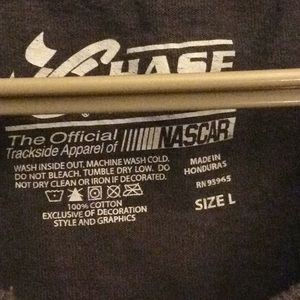 CHASE
The Official
Trackside Apparel of NASCAR
WASH INSIDE OUT. MACHINE WASH COLD.
DO NOT BLEACH. TUMBLE DRY LOW. DO
NOT DRY CLEAN OR IRON IF DECORATED.
100% COTTON
EXCLUSIVE OF DECORATION
STYLE AND GRAPHICS
MADE IN
HONDURAS
RN 93965
SIZE L